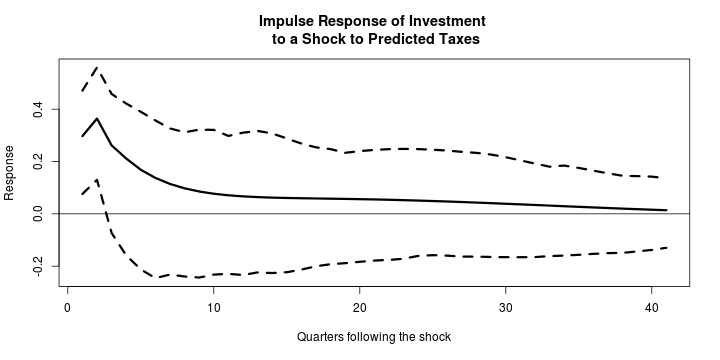 Impulse Response of Investment
to a Shock to Predicted Taxes
Response
0.4
0.2
0.0
-0.2
0
10
20
30
40
Quarters following the shock